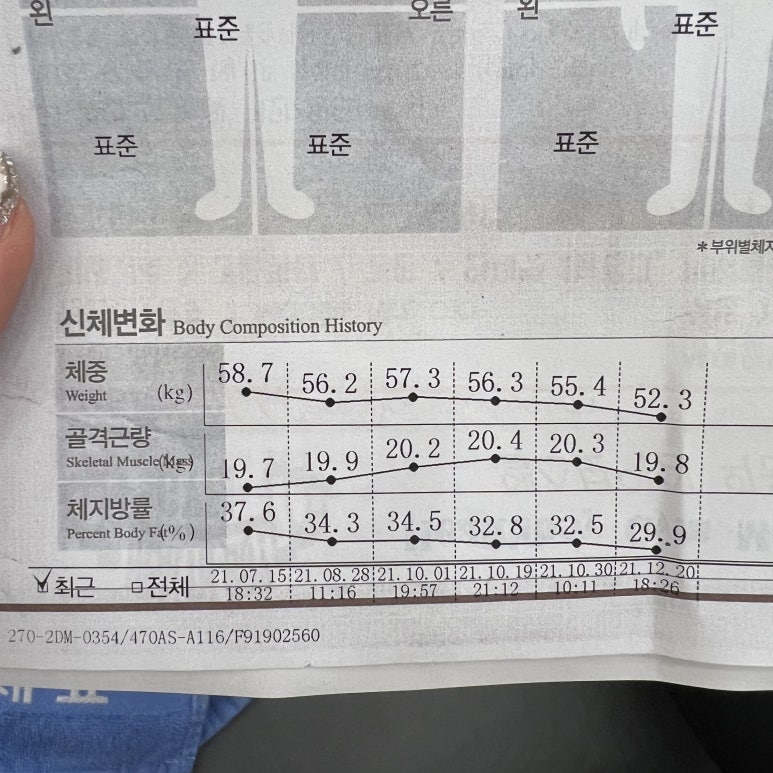 왼 오른 왼
표준 표준
표준 표준 표준
*부위별체지
신체변화 Body Composition History
체중 58.7 56.2 57.3 56.3 55.4 52.3
Weight (kg)
골격근량 19.7 19.9 20.2 20.4 20.3 19.8
Skeletal Muscle (kg)
체지방률 37.6 34.3 34.5 32.8 32.5 29.9
Percent Body Fat (%)
☑최근 □전체 21.07.15 21.08.28 21.10.01 21.10.19 21.10.30 21.12.20
18:32 11:16 19:57 21:12 10:11 18:26
270-2DM-0354/470AS-A116/F91902560